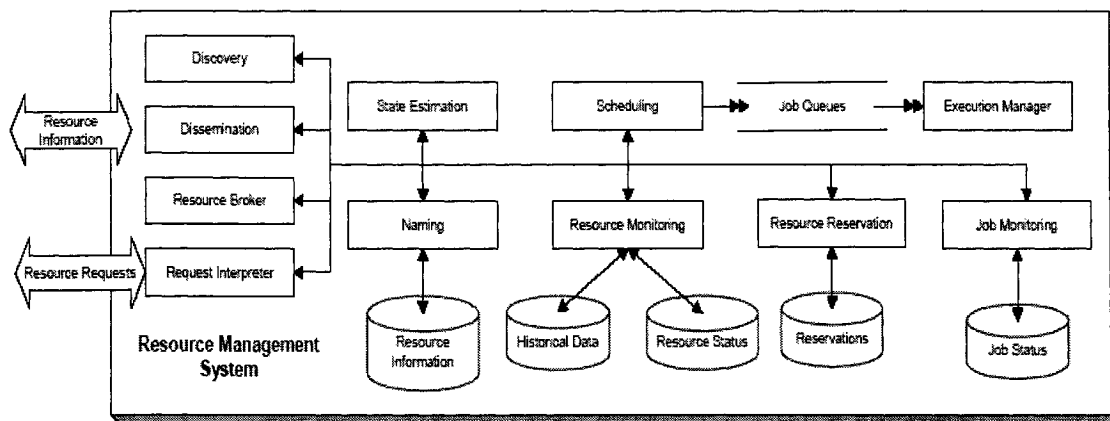 Discovery
State Estimation
Scheduling
Job Queues
Execution Manager
Resource
Information
Dissemination
Resource Broker
Naming
Resource Monitoring
Resource Reservation
Job Monitoring
Resource Requests
Request Interpreter
Resource Management
System
Resource
Information
Historical Data
Resource Status
Reservations
Job Status